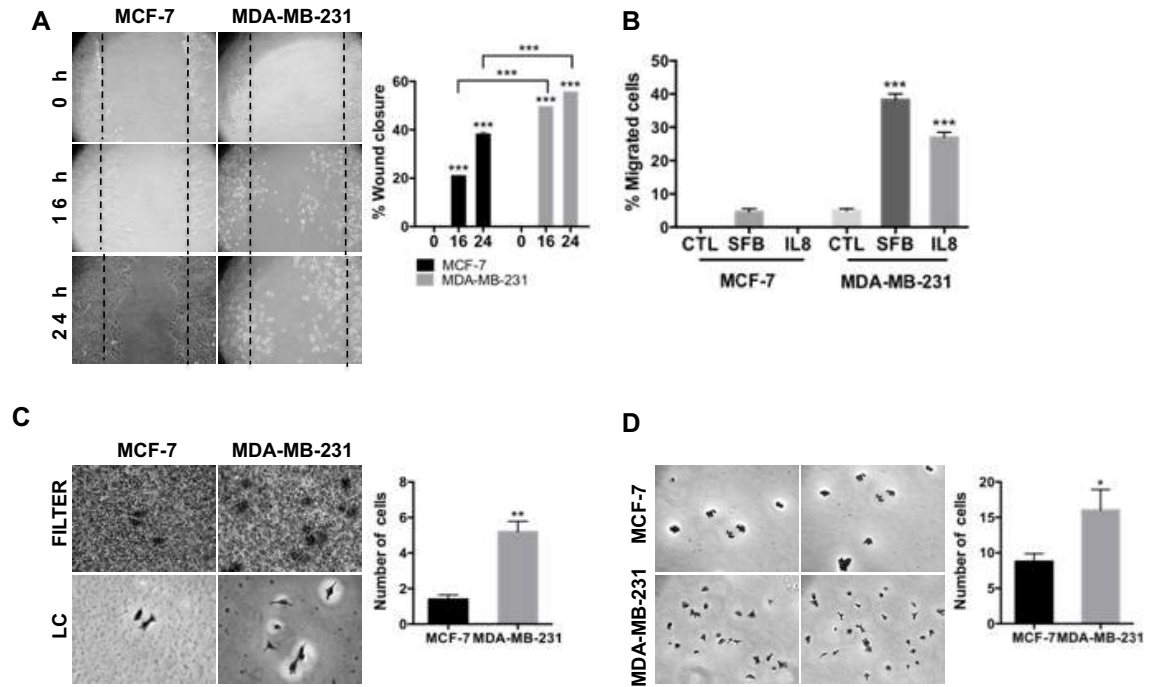 A
MCF-7 MDA-MB-231
0 h
16 h
24 h
***
***
*** *** *** ***
% Wound closure
60
40
20
0
0 16 24 0 16 24
MCF-7
MDA-MB-231
B
% Migrated cells
50
40
30
20
10
0
***
***
CTL SFB IL8 CTL SFB IL8
MCF-7 MDA-MB-231
C
MCF-7 MDA-MB-231
FILTER
LC
Number of cells
8
6
4
2
0
**
MCF-7 MDA-MB-231
D
MCF-7
MDA-MB-231
Number of cells
20
15
10
5
0
*
MCF-7 MDA-MB-231